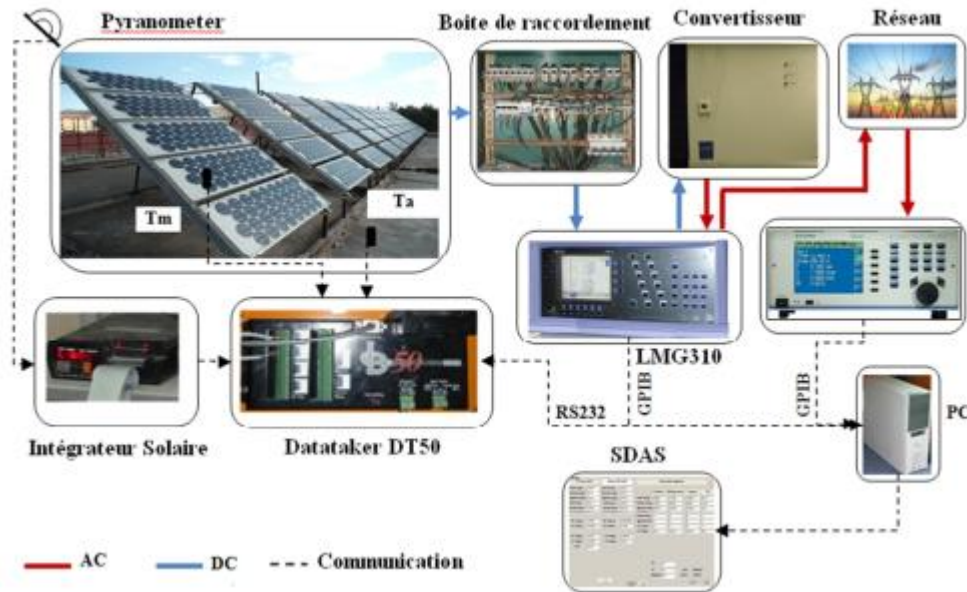 Pyranometer
Boite de raccordement
Convertisseur
Réseau
Tm
Ta
LMG310
GPIB
GPIB
RS232
PC
Intégrateur Solaire
Datataker DT50
50
SDAS
AC
DC
Communication